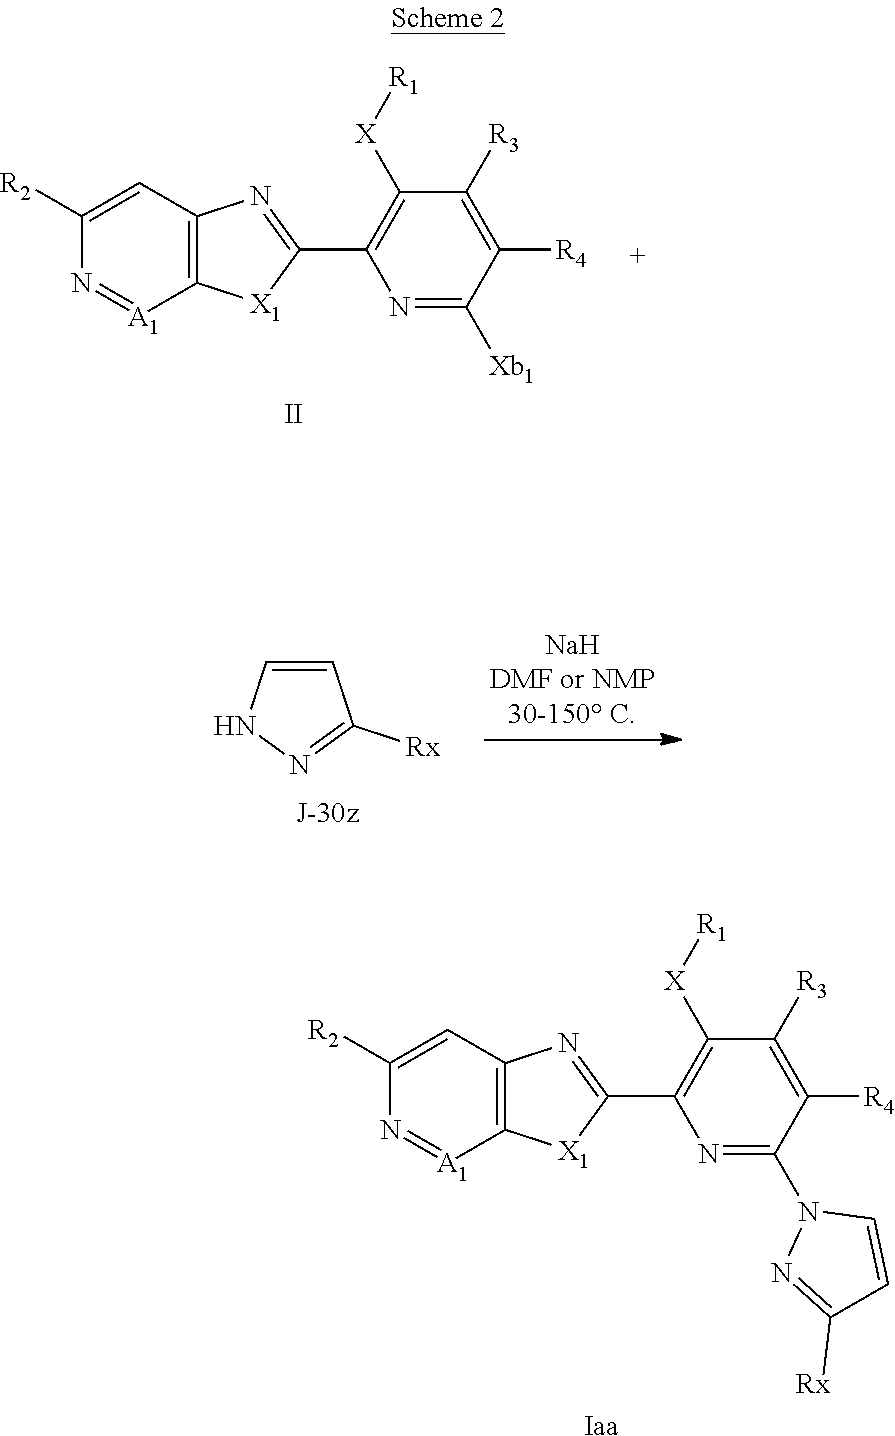 Scheme 2
R1
X
R3
R2
N
R4
+
N
A1
X1
N
Xb1
II
HN
N
Rx
J-30z
NaH
DMF or NMP
30-150° C.
R1
X
R3
R2
N
R4
N
A1
X1
N
N
N
Rx
Iaa